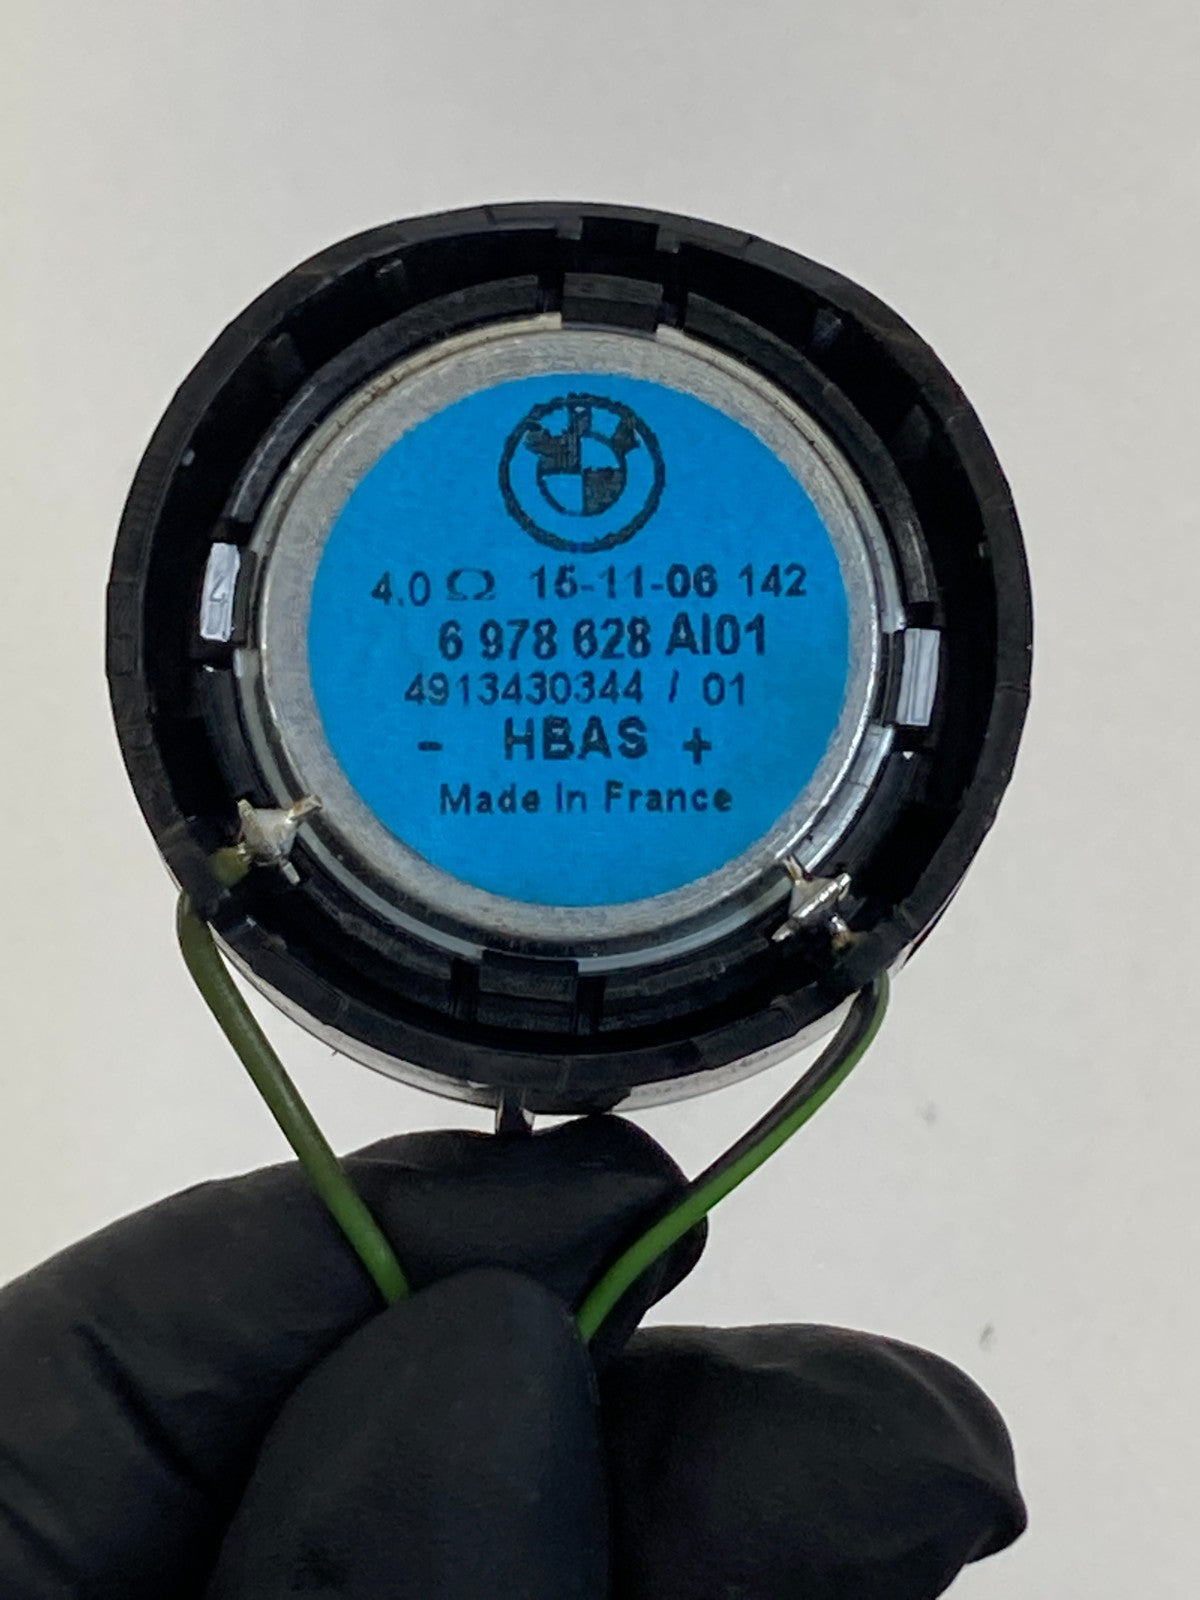 4.0 Ω 15-11-06 142
6 978 628 AI01
4913430344 / 01
- HBAS +
Made In France